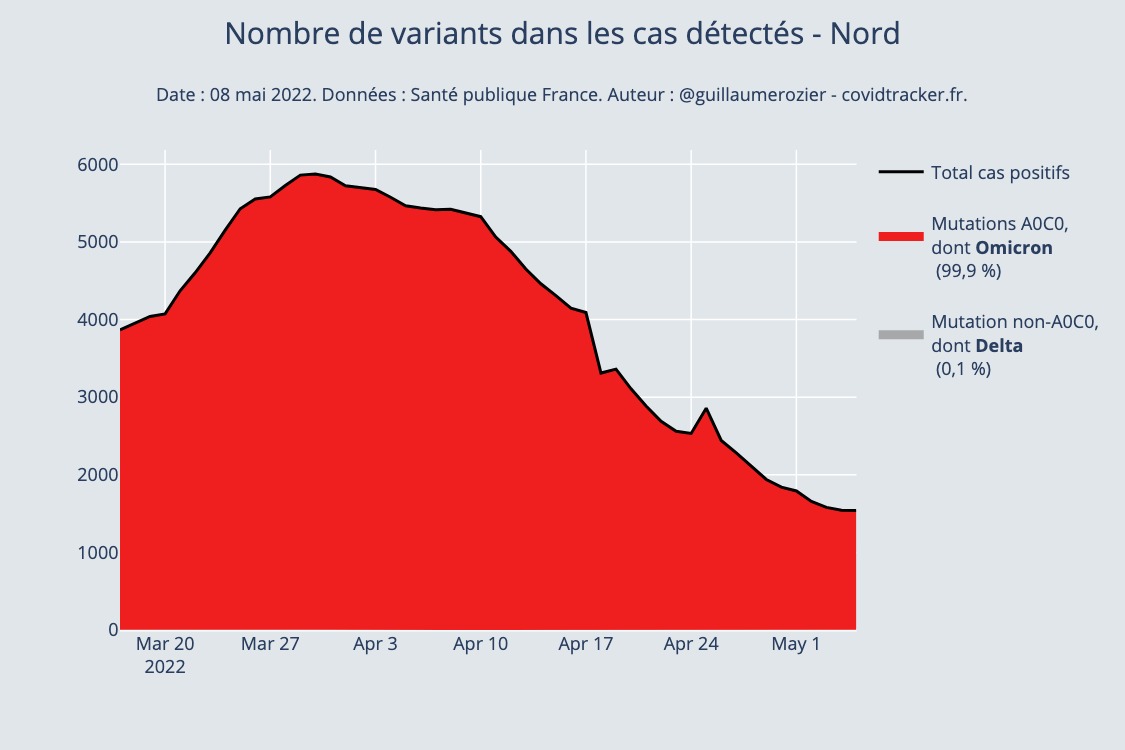 Nombre de variants dans les cas détectés - Nord
Date : 08 mai 2022. Données : Santé publique France. Auteur : @guillaumerozier - covidtracker.fr.
6000
5000
4000
3000
2000
1000
0
Mar 20
2022
Mar 27
Apr 3
Apr 10
Apr 17
Apr 24
May 1
Total cas positifs
Mutations A0C0,
dont Omicron
(99,9 %)
Mutation non-A0C0,
dont Delta
(0,1 %)